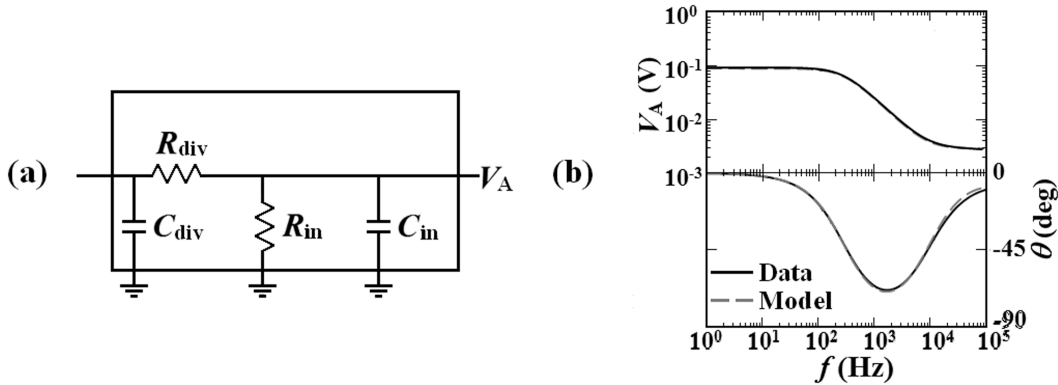 (a)
R_div
C_div
R_in
C_in
V_A
(b)
V_A (V)
10^0
10^-1
10^-2
10^-3
0
-45
-90
θ (deg)
Data
Model
10^0 10^1 10^2 10^3 10^4 10^5
f (Hz)